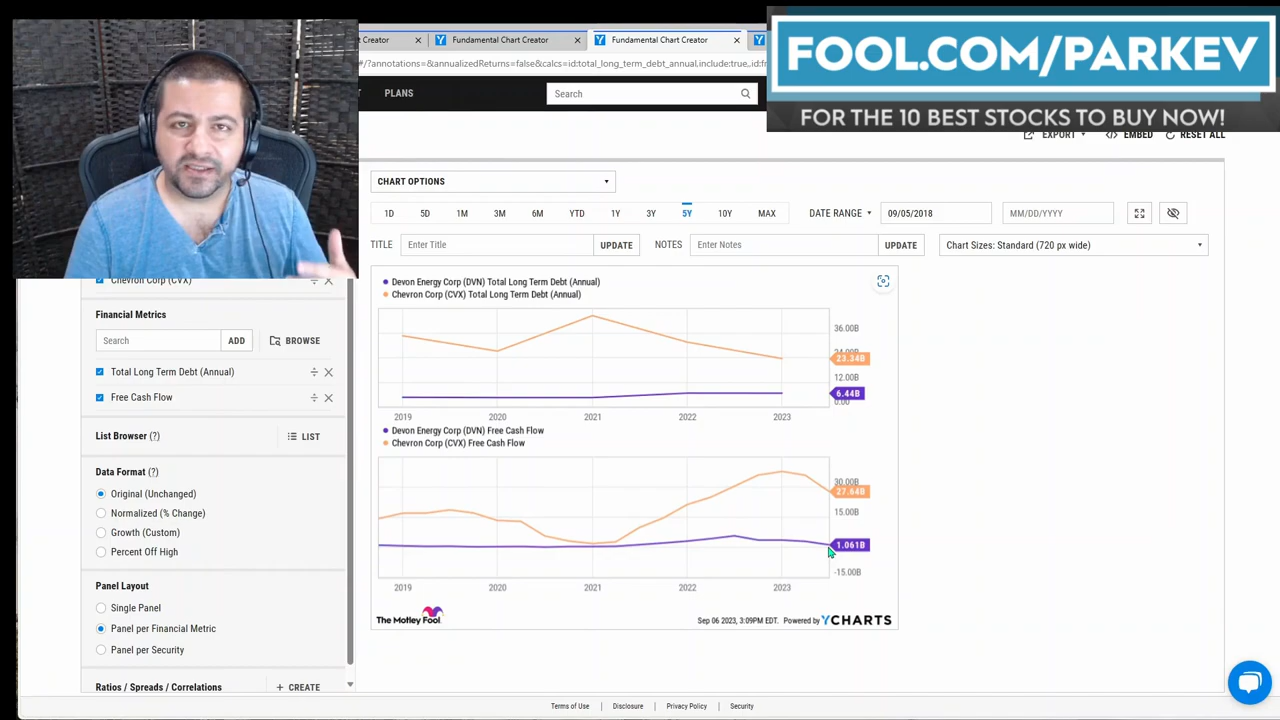 FOOL.COM/PARKEV
FOR THE 10 BEST STOCKS TO BUY NOW!
ct Creator
Fundamental Chart Creator
Fundamental Chart Creator
#/?annotations=&annualizedReturns=false&calcs=id:total_long_term_debt_annual,include:true,,id:fr
PLANS
Search
EXPORT
EMBED
RESET ALL
CHART OPTIONS
1D 5D 1M 3M 6M YTD 1Y 3Y 5Y 10Y MAX
DATE RANGE
09/05/2018
MM/DD/YYYY
TITLE
Enter Title
UPDATE
NOTES
Enter Notes
UPDATE
Chart Sizes: Standard (720 px wide)
Chevron Corp (CVX)
Financial Metrics
Search
ADD
BROWSE
Total Long Term Debt (Annual)
Free Cash Flow
List Browser (?)
LIST
Data Format (?)
Original (Unchanged)
Normalized (% Change)
Growth (Custom)
Percent Off High
Panel Layout
Single Panel
Panel per Financial Metric
Panel per Security
Ratios / Spreads / Correlations
CREATE
Devon Energy Corp (DVN) Total Long Term Debt (Annual)
Chevron Corp (CVX) Total Long Term Debt (Annual)
36.00B
24.00B
23.34B
12.00B
6.44B
0.00
2019 2020 2021 2022 2023
Devon Energy Corp (DVN) Free Cash Flow
Chevron Corp (CVX) Free Cash Flow
30.00B
27.64B
15.00B
1.061B
-15.00B
2019 2020 2021 2022 2023
The Motley Fool.
Sep 06 2023, 3:09PM EDT. Powered by YCHARTS
Terms of Use
Disclosure
Privacy Policy
Security